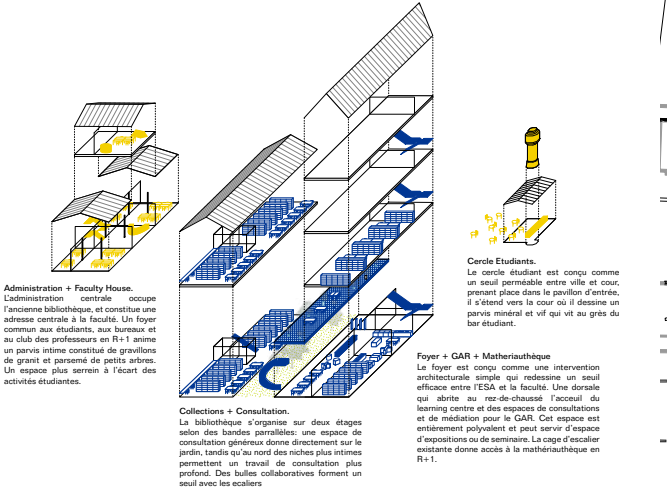 Administration + Faculty House.
L'administration centrale occupe
l'ancienne bibliothèque, et constitue une
adresse centrale à la faculté. Un foyer
commun aux étudiants, aux bureaux et
au club des professeurs en R+1 anime
un parvis intime constitué de gravillons
de granit et parsemé de petits arbres.
Un espace plus serrein à l'écart des
activités étudiantes.
Collections + Consultation.
La bibliothèque s'organise sur deux étages
selon des bandes parrallèles: une espace de
consultation généreux donne directement sur le
jardin, tandis qu'au nord des niches plus intimes
permettent un travail de consultation plus
profond. Des bulles collaboratives forment un
seuil avec les ecaliers
Cercle Etudiants.
Le cercle étudiant est conçu comme
un seuil perméable entre ville et cour,
prenant place dans le pavillon d'entrée,
il s'étend vers la cour où il dessine un
parvis minéral et vif qui vit au grès du
bar étudiant.
Foyer + GAR + Matheriauthèque
Le foyer est conçu comme une intervention
architecturale simple qui redessine un seuil
efficace entre l'ESA et la faculté. Une dorsale
qui abrite au rez-de-chaussé l'acceuil du
learning centre et des espaces de consultations
et de médiation pour le GAR. Cet espace est
entièrement polyvalent et peut servir d'espace
d'expositions ou de seminaire. La cage d'escalier
existante donne accès à la mathériauthèque en
R+1.